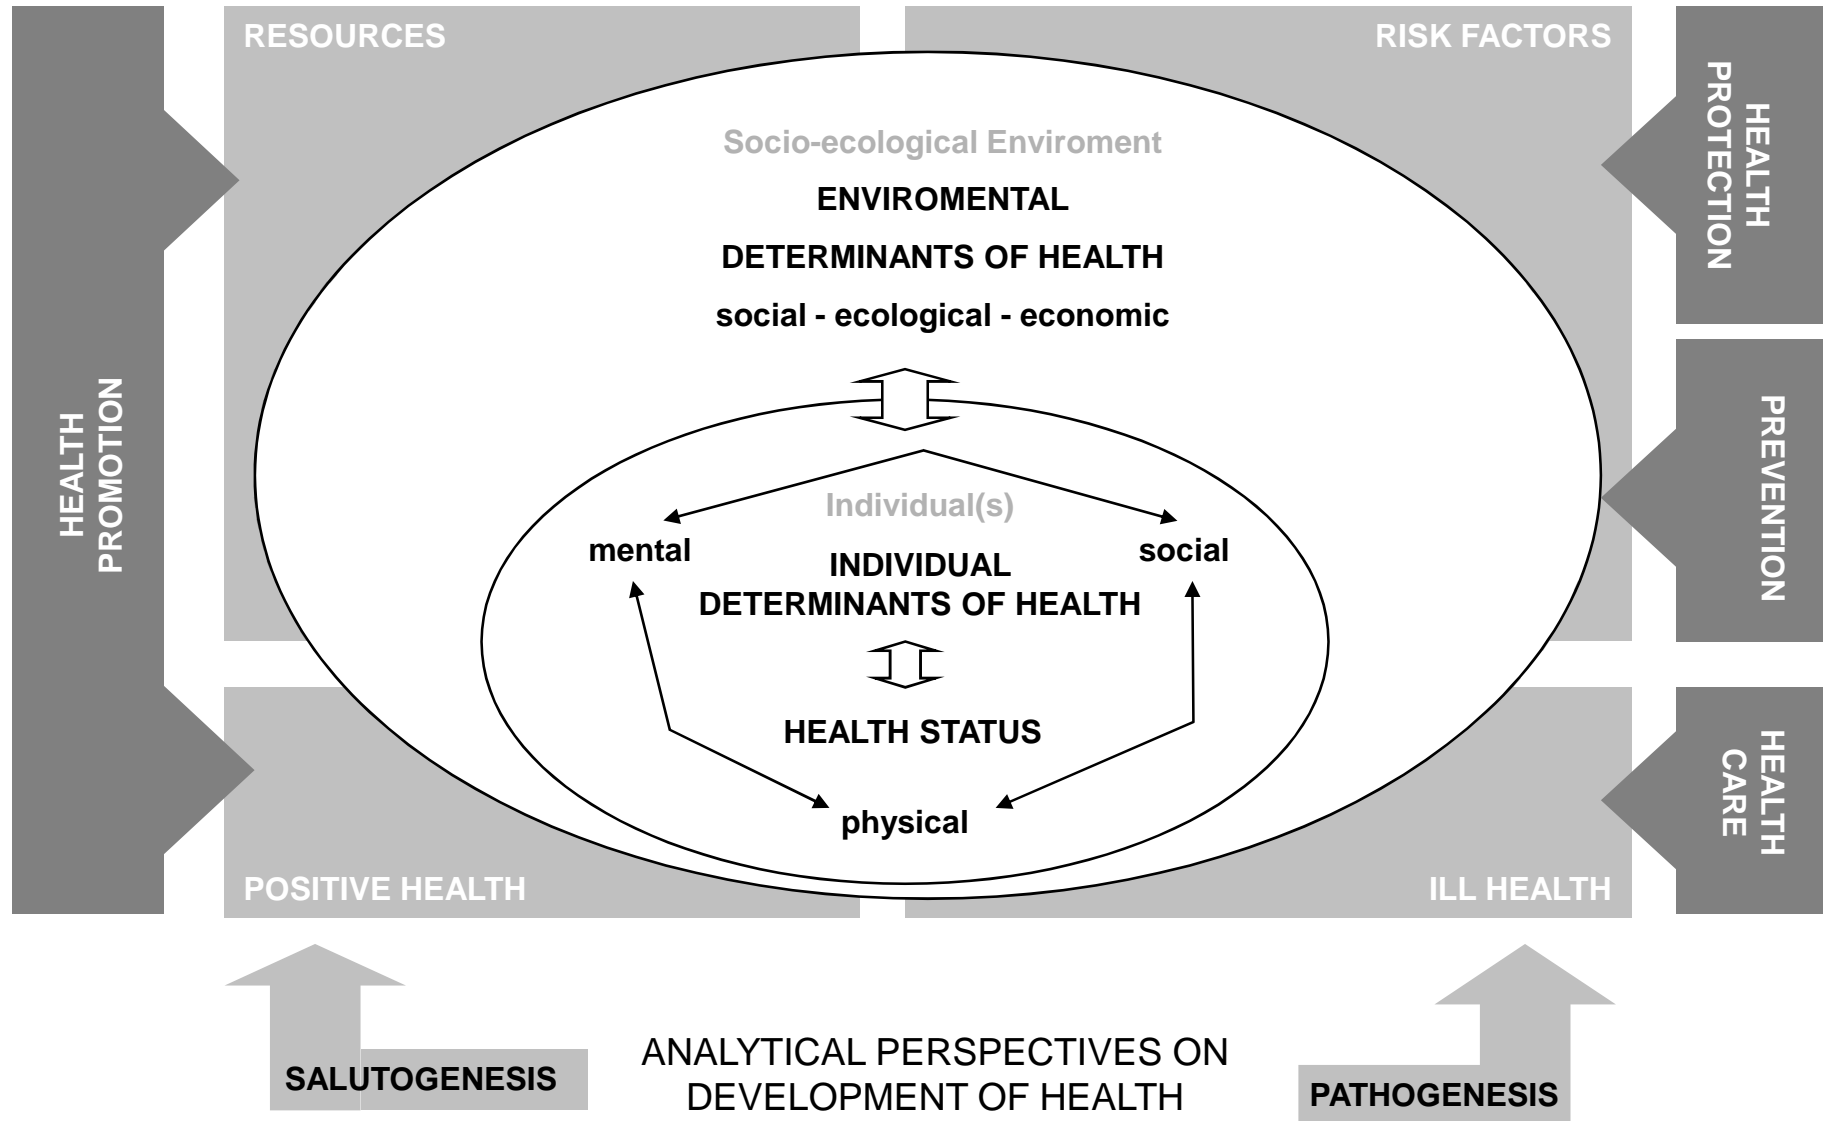 RESOURCES
RISK FACTORS
HEALTH
PROTECTION
Socio-ecological Enviroment
ENVIROMENTAL
DETERMINANTS OF HEALTH
social - ecological - economic
HEALTH
PROMOTION
PREVENTION
Individual(s)
mental
social
INDIVIDUAL
DETERMINANTS OF HEALTH
HEALTH STATUS
physical
HEALTH
CARE
POSITIVE HEALTH
ILL HEALTH
SALUTOGENESIS
ANALYTICAL PERSPECTIVES ON
DEVELOPMENT OF HEALTH
PATHOGENESIS